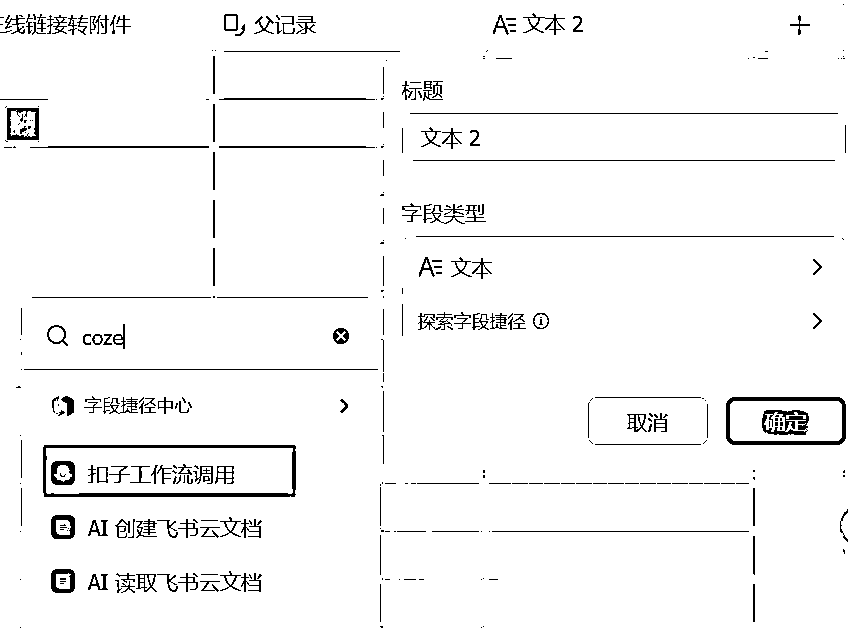 在线链接转附件
父记录
文本 2
标题
文本 2
字段类型
文本
探索字段捷径
取消
确定
coze
字段捷径中心
扣子工作流调用
AI 创建飞书云文档
AI 读取飞书云文档